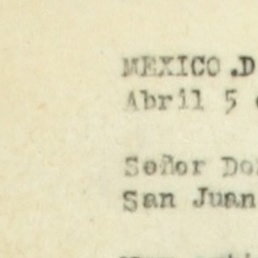 MEXICO.D
Abril 5
Señor Do
San Juan